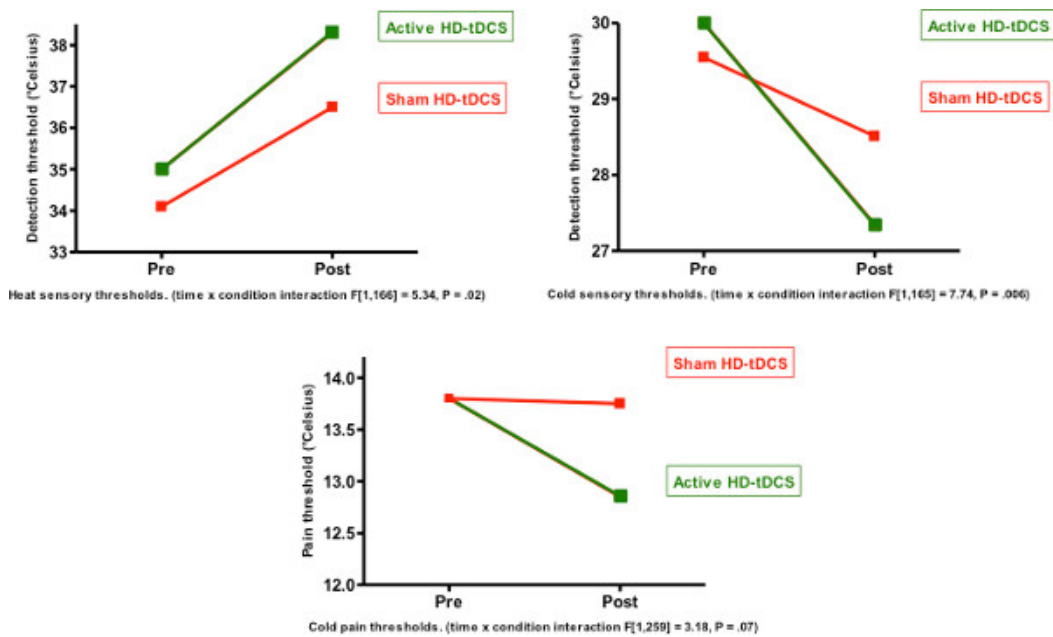 Detection threshold (°Celsius)
38
37
36
35
34
33
Pre
Post
Active HD-tDCS
Sham HD-tDCS
Heat sensory thresholds. (time x condition interaction F[1,166] = 5.34, P = .02)
Detection threshold (°Celsius)
30
29
28
27
Pre
Post
Active HD-tDCS
Sham HD-tDCS
Cold sensory thresholds. (time x condition interaction F[1,165] = 7.74, P = .006)
Pain threshold (°Celsius)
14.0
13.5
13.0
12.5
12.0
Pre
Post
Sham HD-tDCS
Active HD-tDCS
Cold pain thresholds. (time x condition interaction F[1,259] = 3.18, P = .07)